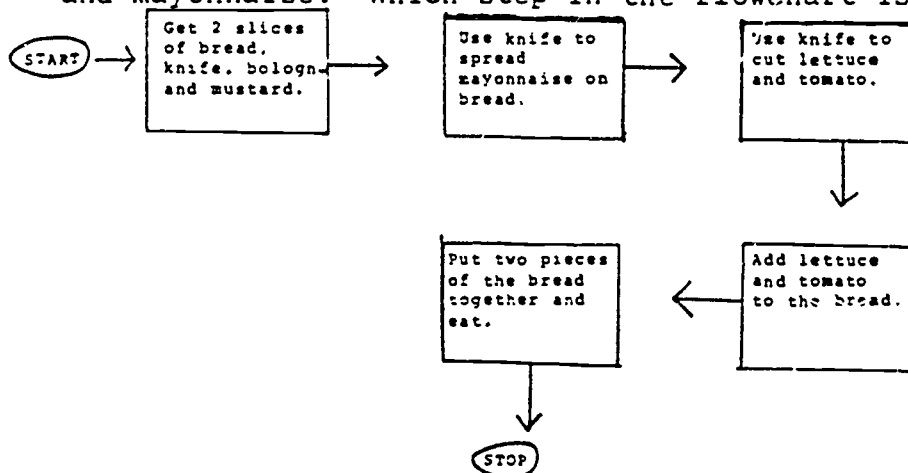 and mayonnaise. Which step in the flowchart is
START
Get 2 slices
of bread,
knife, bologn
and mustard.
Use knife to
spread
mayonnaise on
bread.
Use knife to
cut lettuce
and tomato.
Add lettuce
and tomato
to the bread.
Put two pieces
of the bread
together and
eat.
STOP